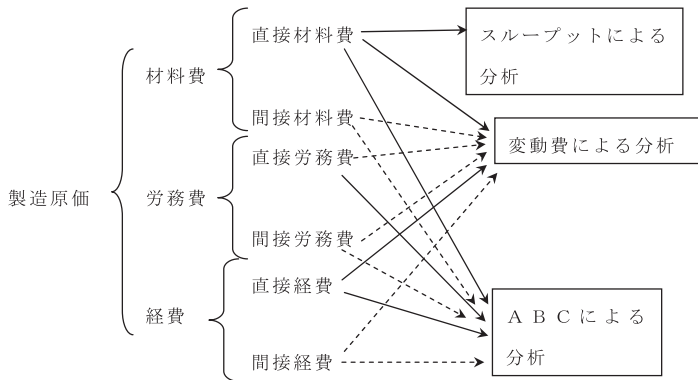 製造原価
材料費
労務費
経費
直接材料費
間接材料費
直接労務費
間接労務費
直接経費
間接経費
スループットによる
分析
変動費による分析
ＡＢＣによる
分析